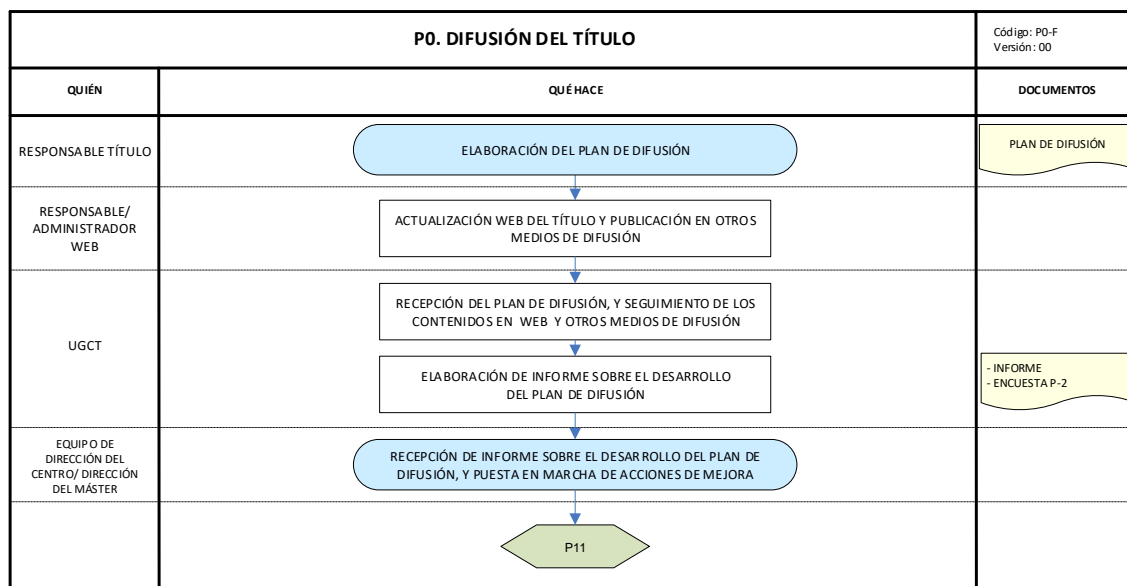 P0. DIFUSIÓN DEL TÍTULO
Código: P0-F
Versión: 00
QUIÉN
QUÉ HACE
DOCUMENTOS
RESPONSABLE TÍTULO
ELABORACIÓN DEL PLAN DE DIFUSIÓN
PLAN DE DIFUSIÓN
RESPONSABLE/
ADMINISTRADOR
WEB
ACTUALIZACIÓN WEB DEL TÍTULO Y PUBLICACIÓN EN OTROS
MEDIOS DE DIFUSIÓN
UGCT
RECEPCIÓN DEL PLAN DE DIFUSIÓN, Y SEGUIMIENTO DE LOS
CONTENIDOS EN WEB Y OTROS MEDIOS DE DIFUSIÓN
ELABORACIÓN DE INFORME SOBRE EL DESARROLLO
DEL PLAN DE DIFUSIÓN
- INFORME
- ENCUESTA P-2
EQUIPO DE
DIRECCIÓN DEL
CENTRO/ DIRECCIÓN
DEL MÁSTER
RECEPCIÓN DE INFORME SOBRE EL DESARROLLO DEL PLAN DE
DIFUSIÓN, Y PUESTA EN MARCHA DE ACCIONES DE MEJORA
P11